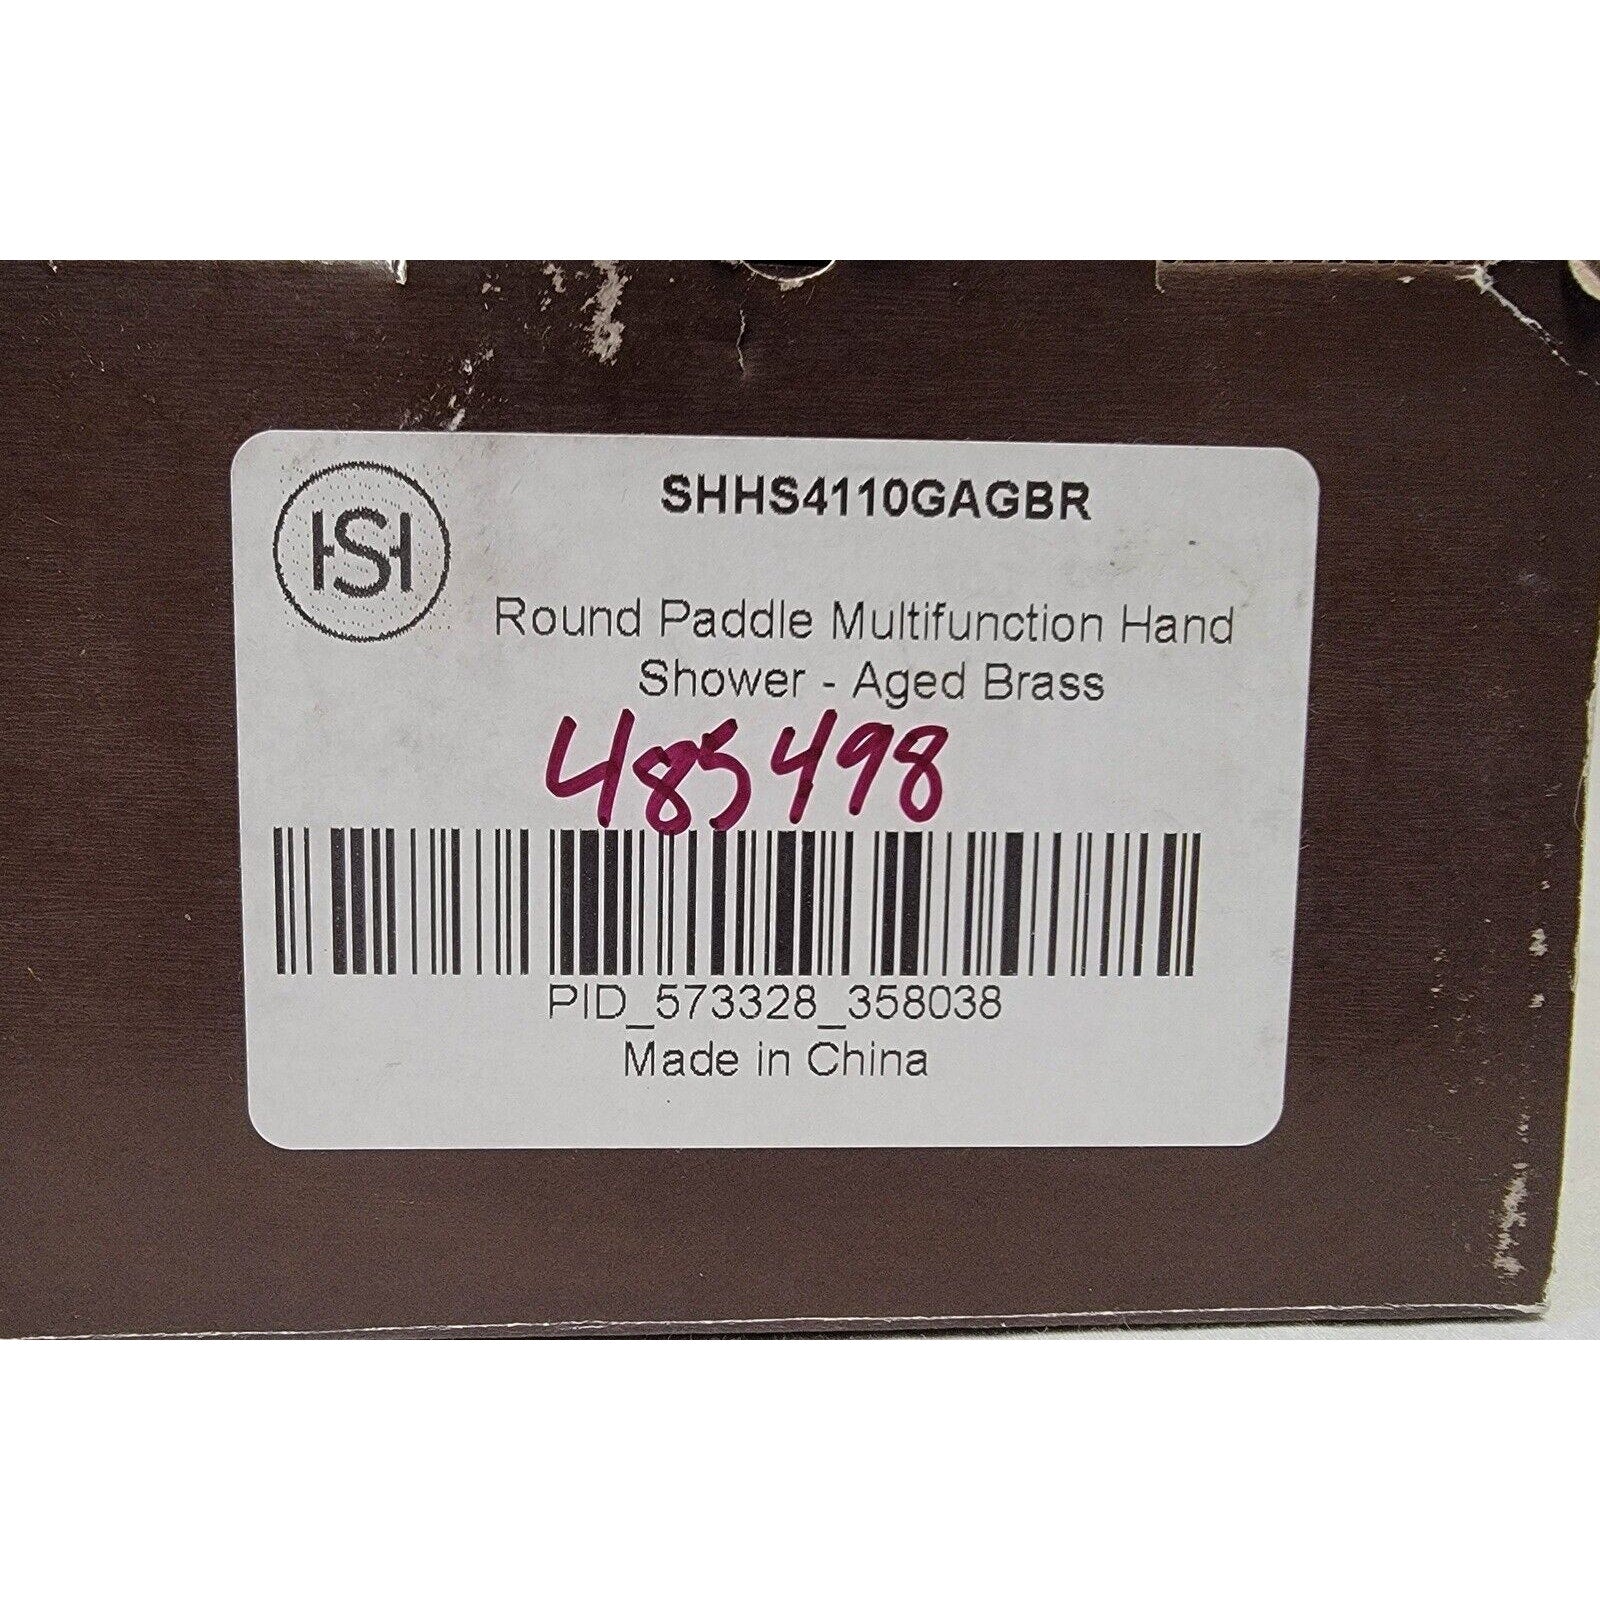 HSH
SHHS4110GAGBR
Round Paddle Multifunction Hand
Shower - Aged Brass
485498
PID_573328_358038
Made in China